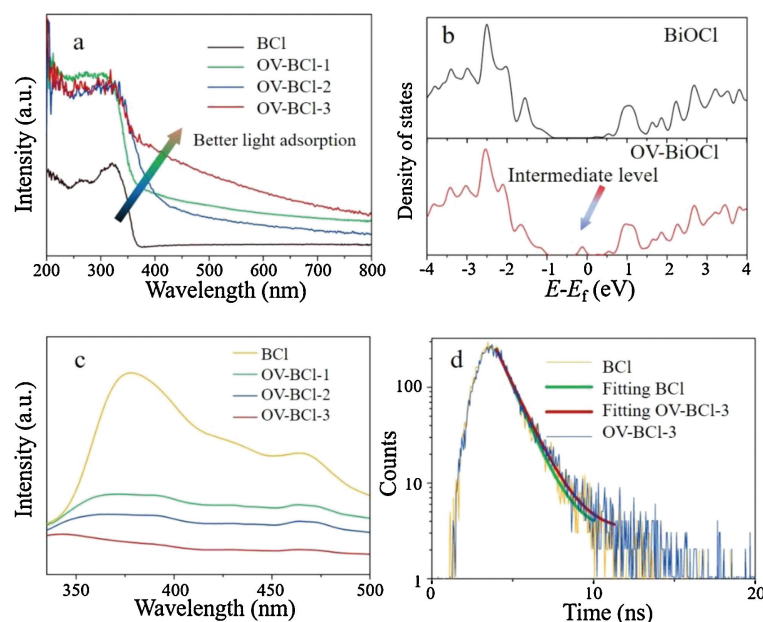 a
BCl
OV-BCl-1
OV-BCl-2
OV-BCl-3
Better light adsorption
Intensity (a.u.)
200 300 400 500 600 700 800
Wavelength (nm)
b
BiOCl
OV-BiOCl
Intermediate level
Density of states
-4 -3 -2 -1 0 1 2 3 4
E-Ef (eV)
c
BCl
OV-BCl-1
OV-BCl-2
OV-BCl-3
Intensity (a.u.)
350 400 450 500
Wavelength (nm)
d
BCl
Fitting BCl
Fitting OV-BCl-3
OV-BCl-3
Counts
100
10
1
0 10 20
Time (ns)